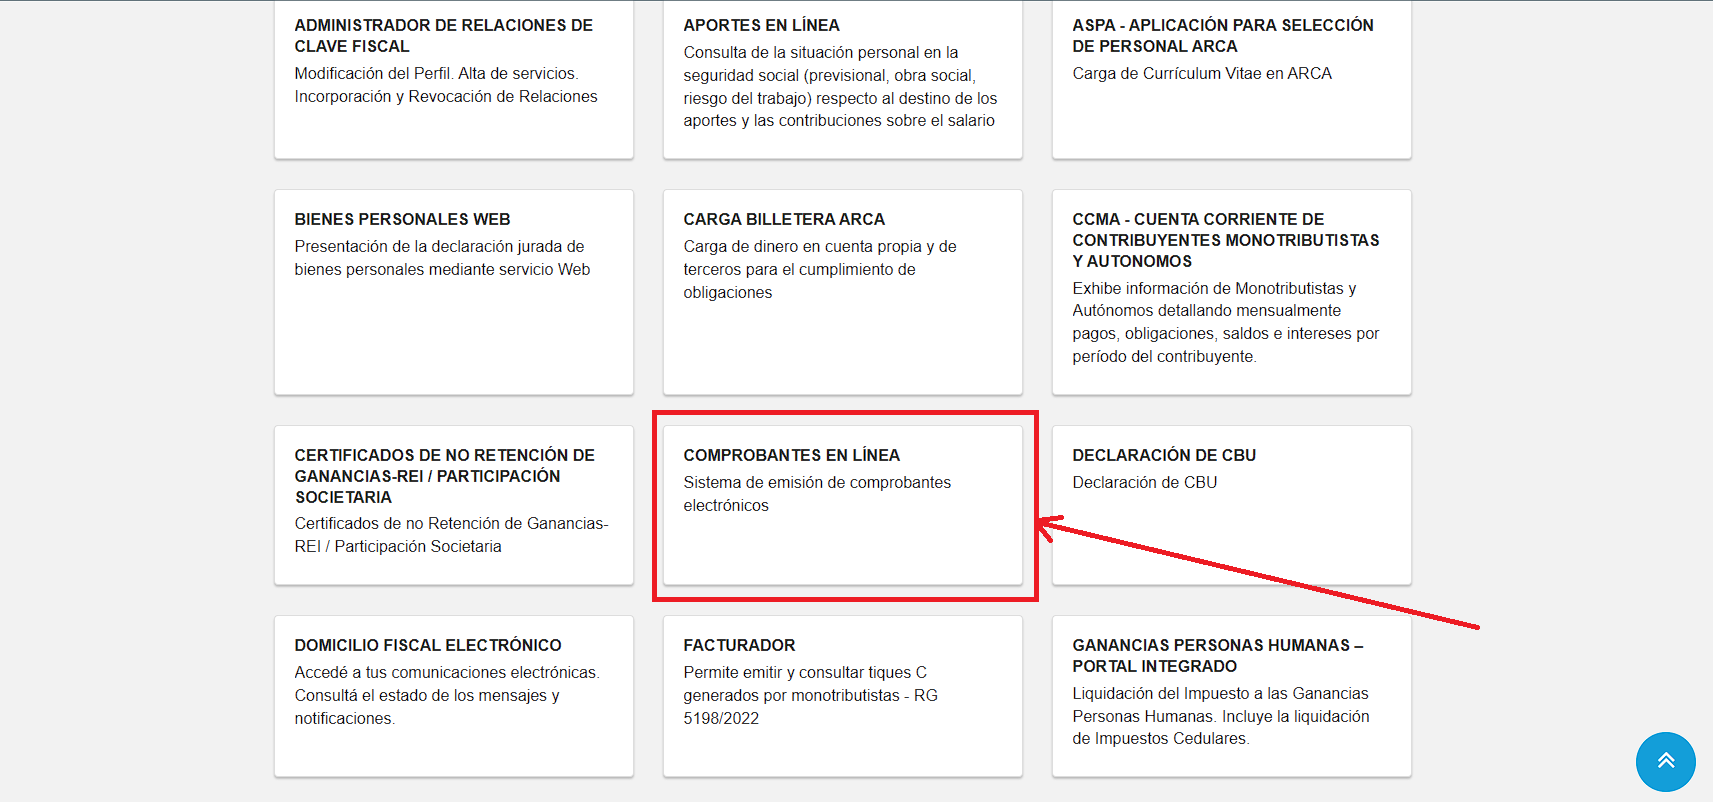 ADMINISTRADOR DE RELACIONES DE
CLAVE FISCAL
Modificación del Perfil. Alta de servicios.
Incorporación y Revocación de Relaciones
APORTES EN LÍNEA
Consulta de la situación personal en la
seguridad social (previsional, obra social,
riesgo del trabajo) respecto al destino de los
aportes y las contribuciones sobre el salario
ASPA - APLICACIÓN PARA SELECCIÓN
DE PERSONAL ARCA
Carga de Currículum Vitae en ARCA
BIENES PERSONALES WEB
Presentación de la declaración jurada de
bienes personales mediante servicio Web
CARGA BILLETERA ARCA
Carga de dinero en cuenta propia y de
terceros para el cumplimiento de
obligaciones
CCMA - CUENTA CORRIENTE DE
CONTRIBUYENTES MONOTRIBUTISTAS
Y AUTONOMOS
Exhibe información de Monotributistas y
Autónomos detallando mensualmente
pagos, obligaciones, saldos e intereses por
período del contribuyente.
CERTIFICADOS DE NO RETENCIÓN DE
GANANCIAS-REI / PARTICIPACIÓN
SOCIETARIA
Certificados de no Retención de Ganancias-
REI / Participación Societaria
COMPROBANTES EN LÍNEA
Sistema de emisión de comprobantes
electrónicos
DECLARACIÓN DE CBU
Declaración de CBU
DOMICILIO FISCAL ELECTRÓNICO
Accedé a tus comunicaciones electrónicas.
Consultá el estado de los mensajes y
notificaciones.
FACTURADOR
Permite emitir y consultar tiques C
generados por monotributistas - RG
5198/2022
GANANCIAS PERSONAS HUMANAS –
PORTAL INTEGRADO
Liquidación del Impuesto a las Ganancias
Personas Humanas. Incluye la liquidación
de Impuestos Cedulares.